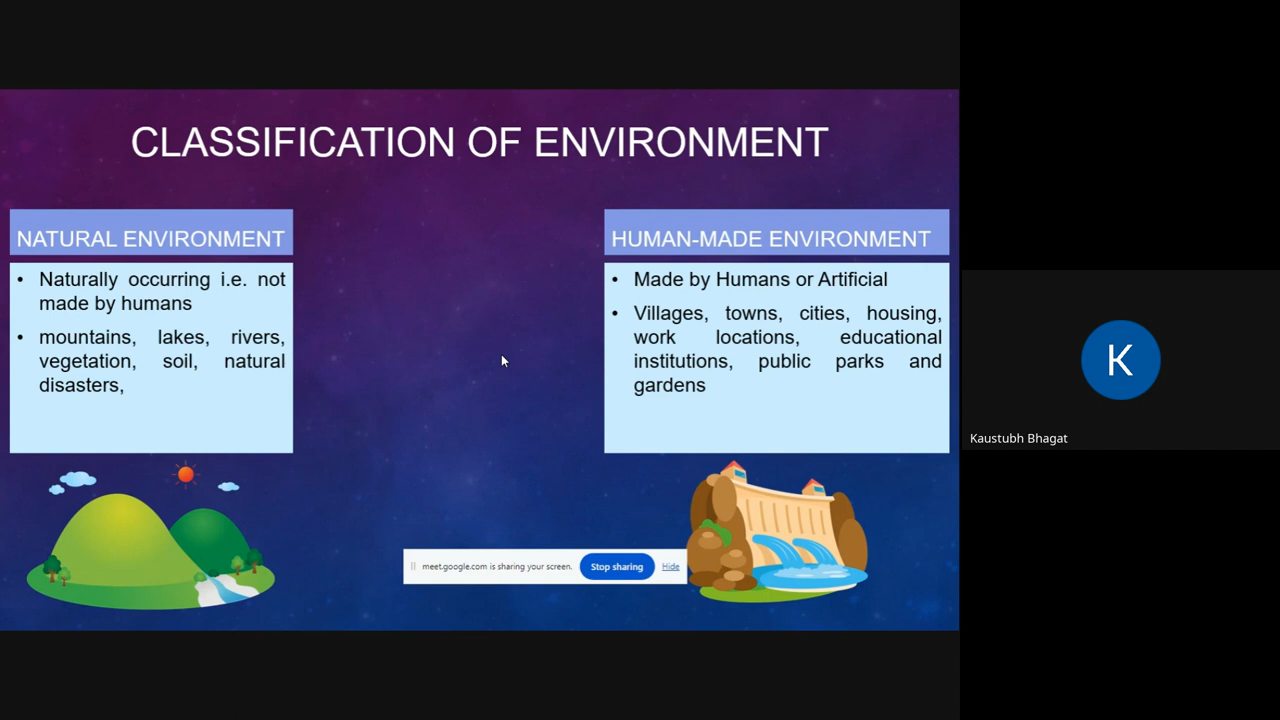 CLASSIFICATION OF ENVIRONMENT
NATURAL ENVIRONMENT
• Naturally occurring i.e. not
made by humans
• mountains, lakes, rivers,
vegetation, soil, natural
disasters,
HUMAN-MADE ENVIRONMENT
• Made by Humans or Artificial
• Villages, towns, cities, housing,
work locations, educational
institutions, public parks and
gardens
meet.google.com is sharing your screen. Stop sharing Hide
K
Kaustubh Bhagat